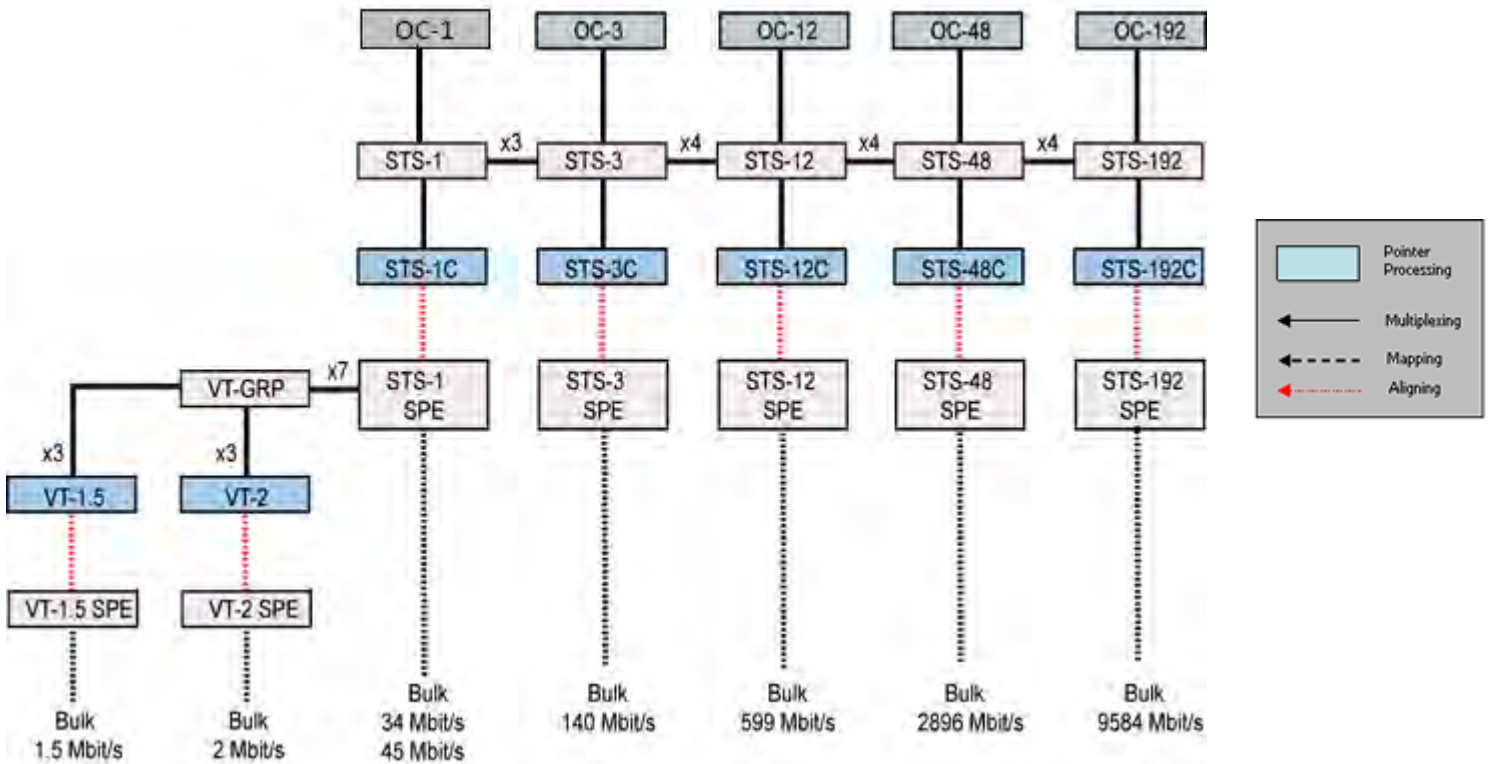 OC-1
OC-3
OC-12
OC-48
OC-192
x3
x4
x4
x4
STS-1
STS-3
STS-12
STS-48
STS-192
STS-1C
STS-3C
STS-12C
STS-48C
STS-192C
Pointer
Processing
Multiplexing
Mapping
Aligning
x7
VT-GRP
STS-1
SPE
STS-3
SPE
STS-12
SPE
STS-48
SPE
STS-192
SPE
x3
x3
VT-1.5
VT-2
VT-1.5 SPE
VT-2 SPE
Bulk
1.5 Mbit/s
Bulk
2 Mbit/s
Bulk
34 Mbit/s
45 Mbit/s
Bulk
140 Mbit/s
Bulk
599 Mbit/s
Bulk
2896 Mbit/s
Bulk
9584 Mbit/s